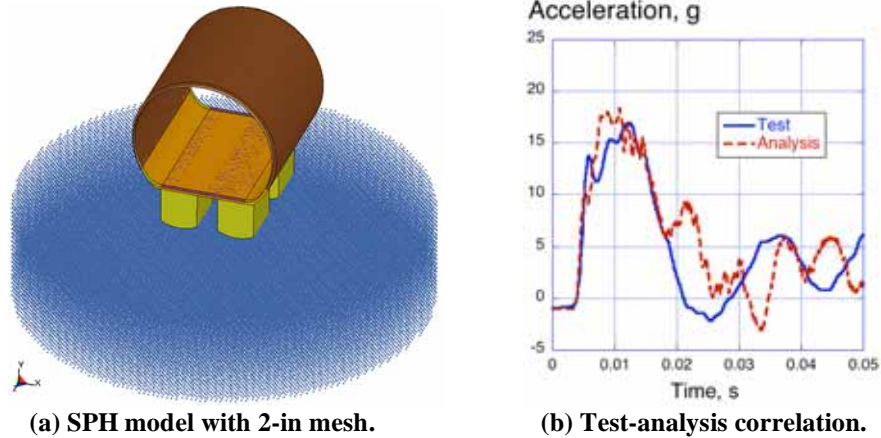 Acceleration, g
25
20
15
10
5
0
-5
Test
Analysis
0
0.01
0.02
0.03
0.04
0.05
Time, s
Y
X
(a) SPH model with 2-in mesh.
(b) Test-analysis correlation.